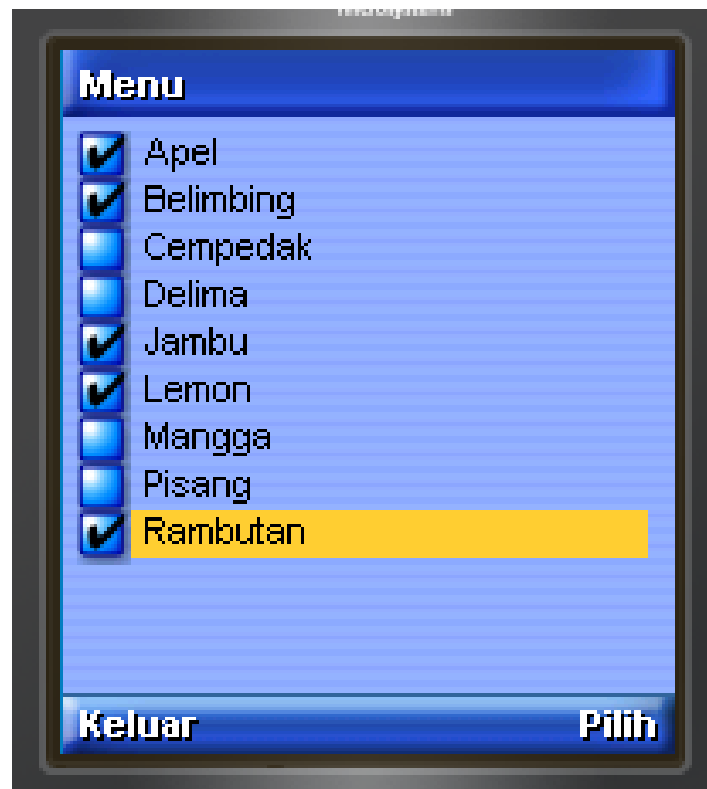 Menu
Apel
Belimbing
Cempedak
Delima
Jambu
Lemon
Mangga
Pisang
Rambutan
Keluar Pilih